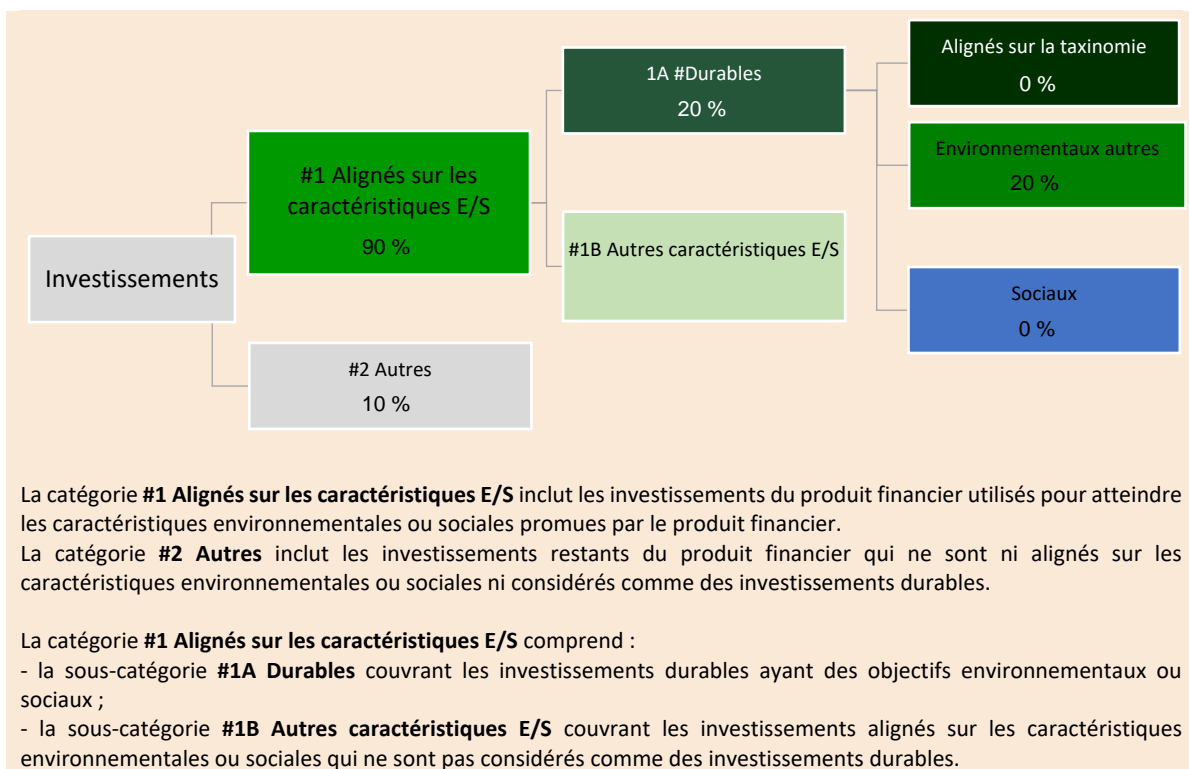 Investissements
#1 Alignés sur les
caractéristiques E/S
90 %
#2 Autres
10 %
1A #Durables
20 %
#1B Autres caractéristiques E/S
Alignés sur la taxinomie
0 %
Environnementaux autres
20 %
Sociaux
0 %
La catégorie #1 Alignés sur les caractéristiques E/S inclut les investissements du produit financier utilisés pour atteindre
les caractéristiques environnementales ou sociales promues par le produit financier.
La catégorie #2 Autres inclut les investissements restants du produit financier qui ne sont ni alignés sur les
caractéristiques environnementales ou sociales ni considérés comme des investissements durables.
La catégorie #1 Alignés sur les caractéristiques E/S comprend :
- la sous-catégorie #1A Durables couvrant les investissements durables ayant des objectifs environnementaux ou
sociaux ;
- la sous-catégorie #1B Autres caractéristiques E/S couvrant les investissements alignés sur les caractéristiques
environnementales ou sociales qui ne sont pas considérés comme des investissements durables.